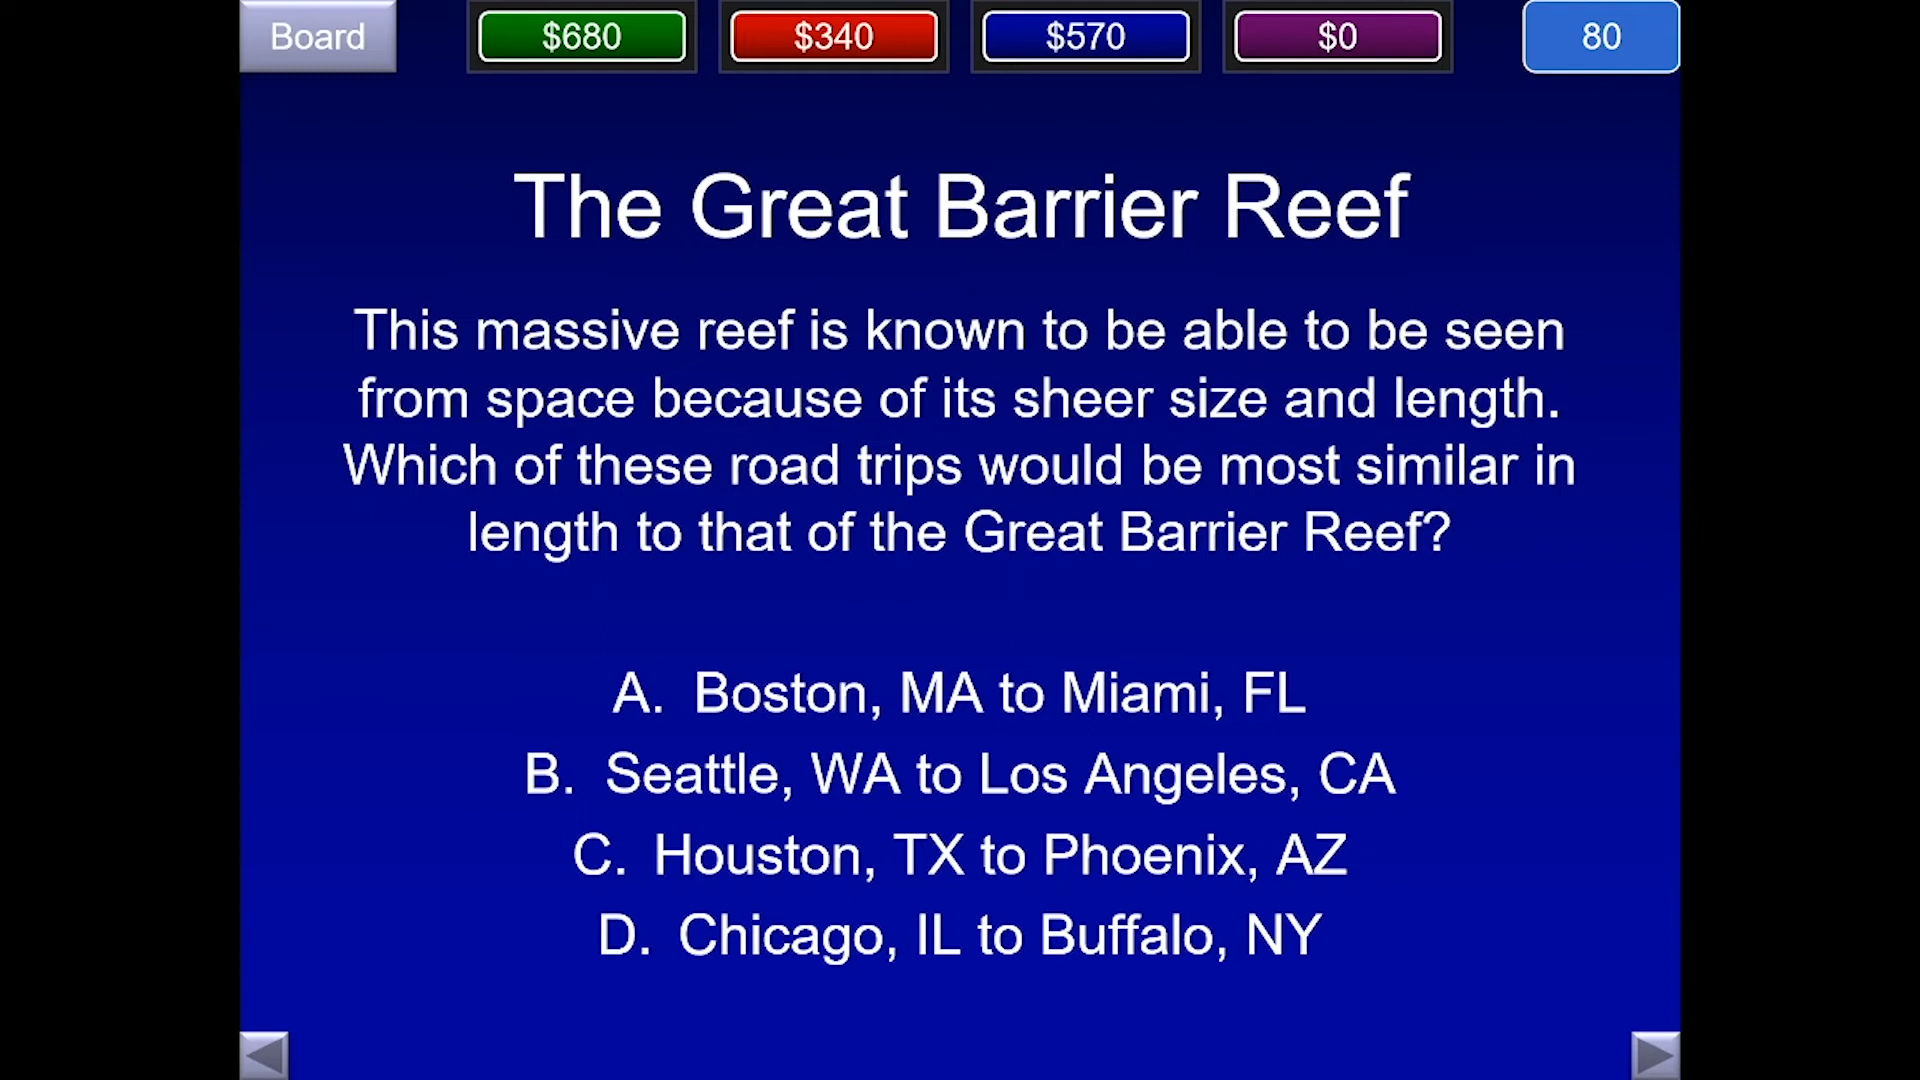 Board
$680
$340
$570
$0
80
The Great Barrier Reef
This massive reef is known to be able to be seen
from space because of its sheer size and length.
Which of these road trips would be most similar in
length to that of the Great Barrier Reef?
A. Boston, MA to Miami, FL
B. Seattle, WA to Los Angeles, CA
C. Houston, TX to Phoenix, AZ
D. Chicago, IL to Buffalo, NY